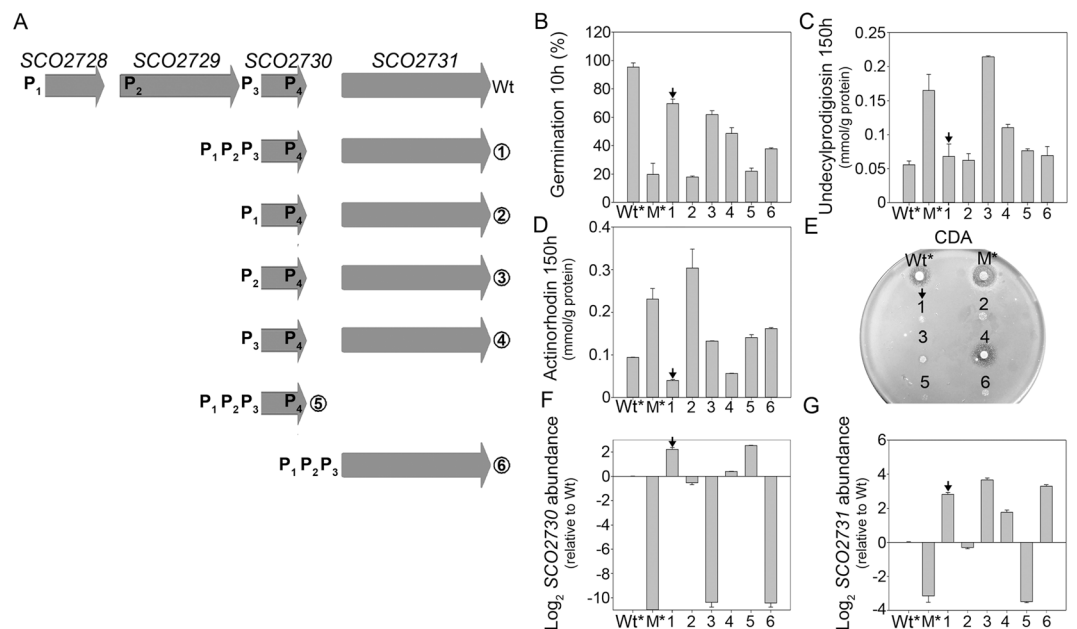 A
SCO2728 SCO2729 SCO2730 SCO2731
P1 P2 P3 P4 Wt
P1 P2 P3 P4 ①
P1 P4 ②
P2 P4 ③
P3 P4 ④
P1 P2 P3 P4 ⑤
P1 P2 P3 ⑥
B
Germination 10h (%)
120
100
80
60
40
20
0
Wt* M* 1 2 3 4 5 6
C
Undecylprodigiosin 150h
(mmol/g protein)
0.25
0.2
0.15
0.1
0.05
0
Wt* M* 1 2 3 4 5 6
D
Actinorhodin 150h
(mmol/g protein)
0.4
0.3
0.2
0.1
0
Wt* M* 1 2 3 4 5 6
E
CDA
Wt* M*
1 2
3 4
5 6
F
Log2 SCO2730 abundance
(relative to Wt)
2
0
-2
-4
-6
-8
-10
Wt* M* 1 2 3 4 5 6
G
Log2 SCO2731 abundance
(relative to Wt)
6
4
2
0
-2
-4
Wt* M* 1 2 3 4 5 6